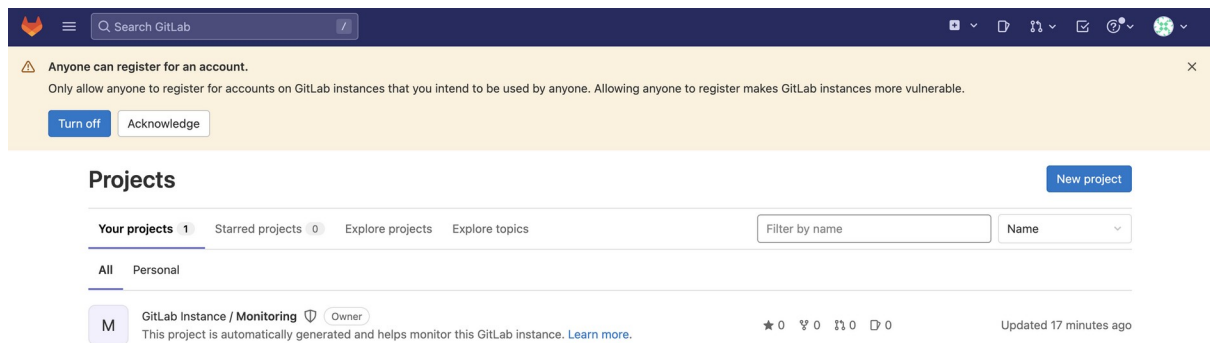 Search GitLab /
Anyone can register for an account.
Only allow anyone to register for accounts on GitLab instances that you intend to be used by anyone. Allowing anyone to register makes GitLab instances more vulnerable.
Turn off Acknowledge
Projects New project
Your projects 1 Starred projects 0 Explore projects Explore topics Filter by name Name
All Personal
M GitLab Instance / Monitoring Owner
0 0 0 0 Updated 17 minutes ago
This project is automatically generated and helps monitor this GitLab instance. Learn more.